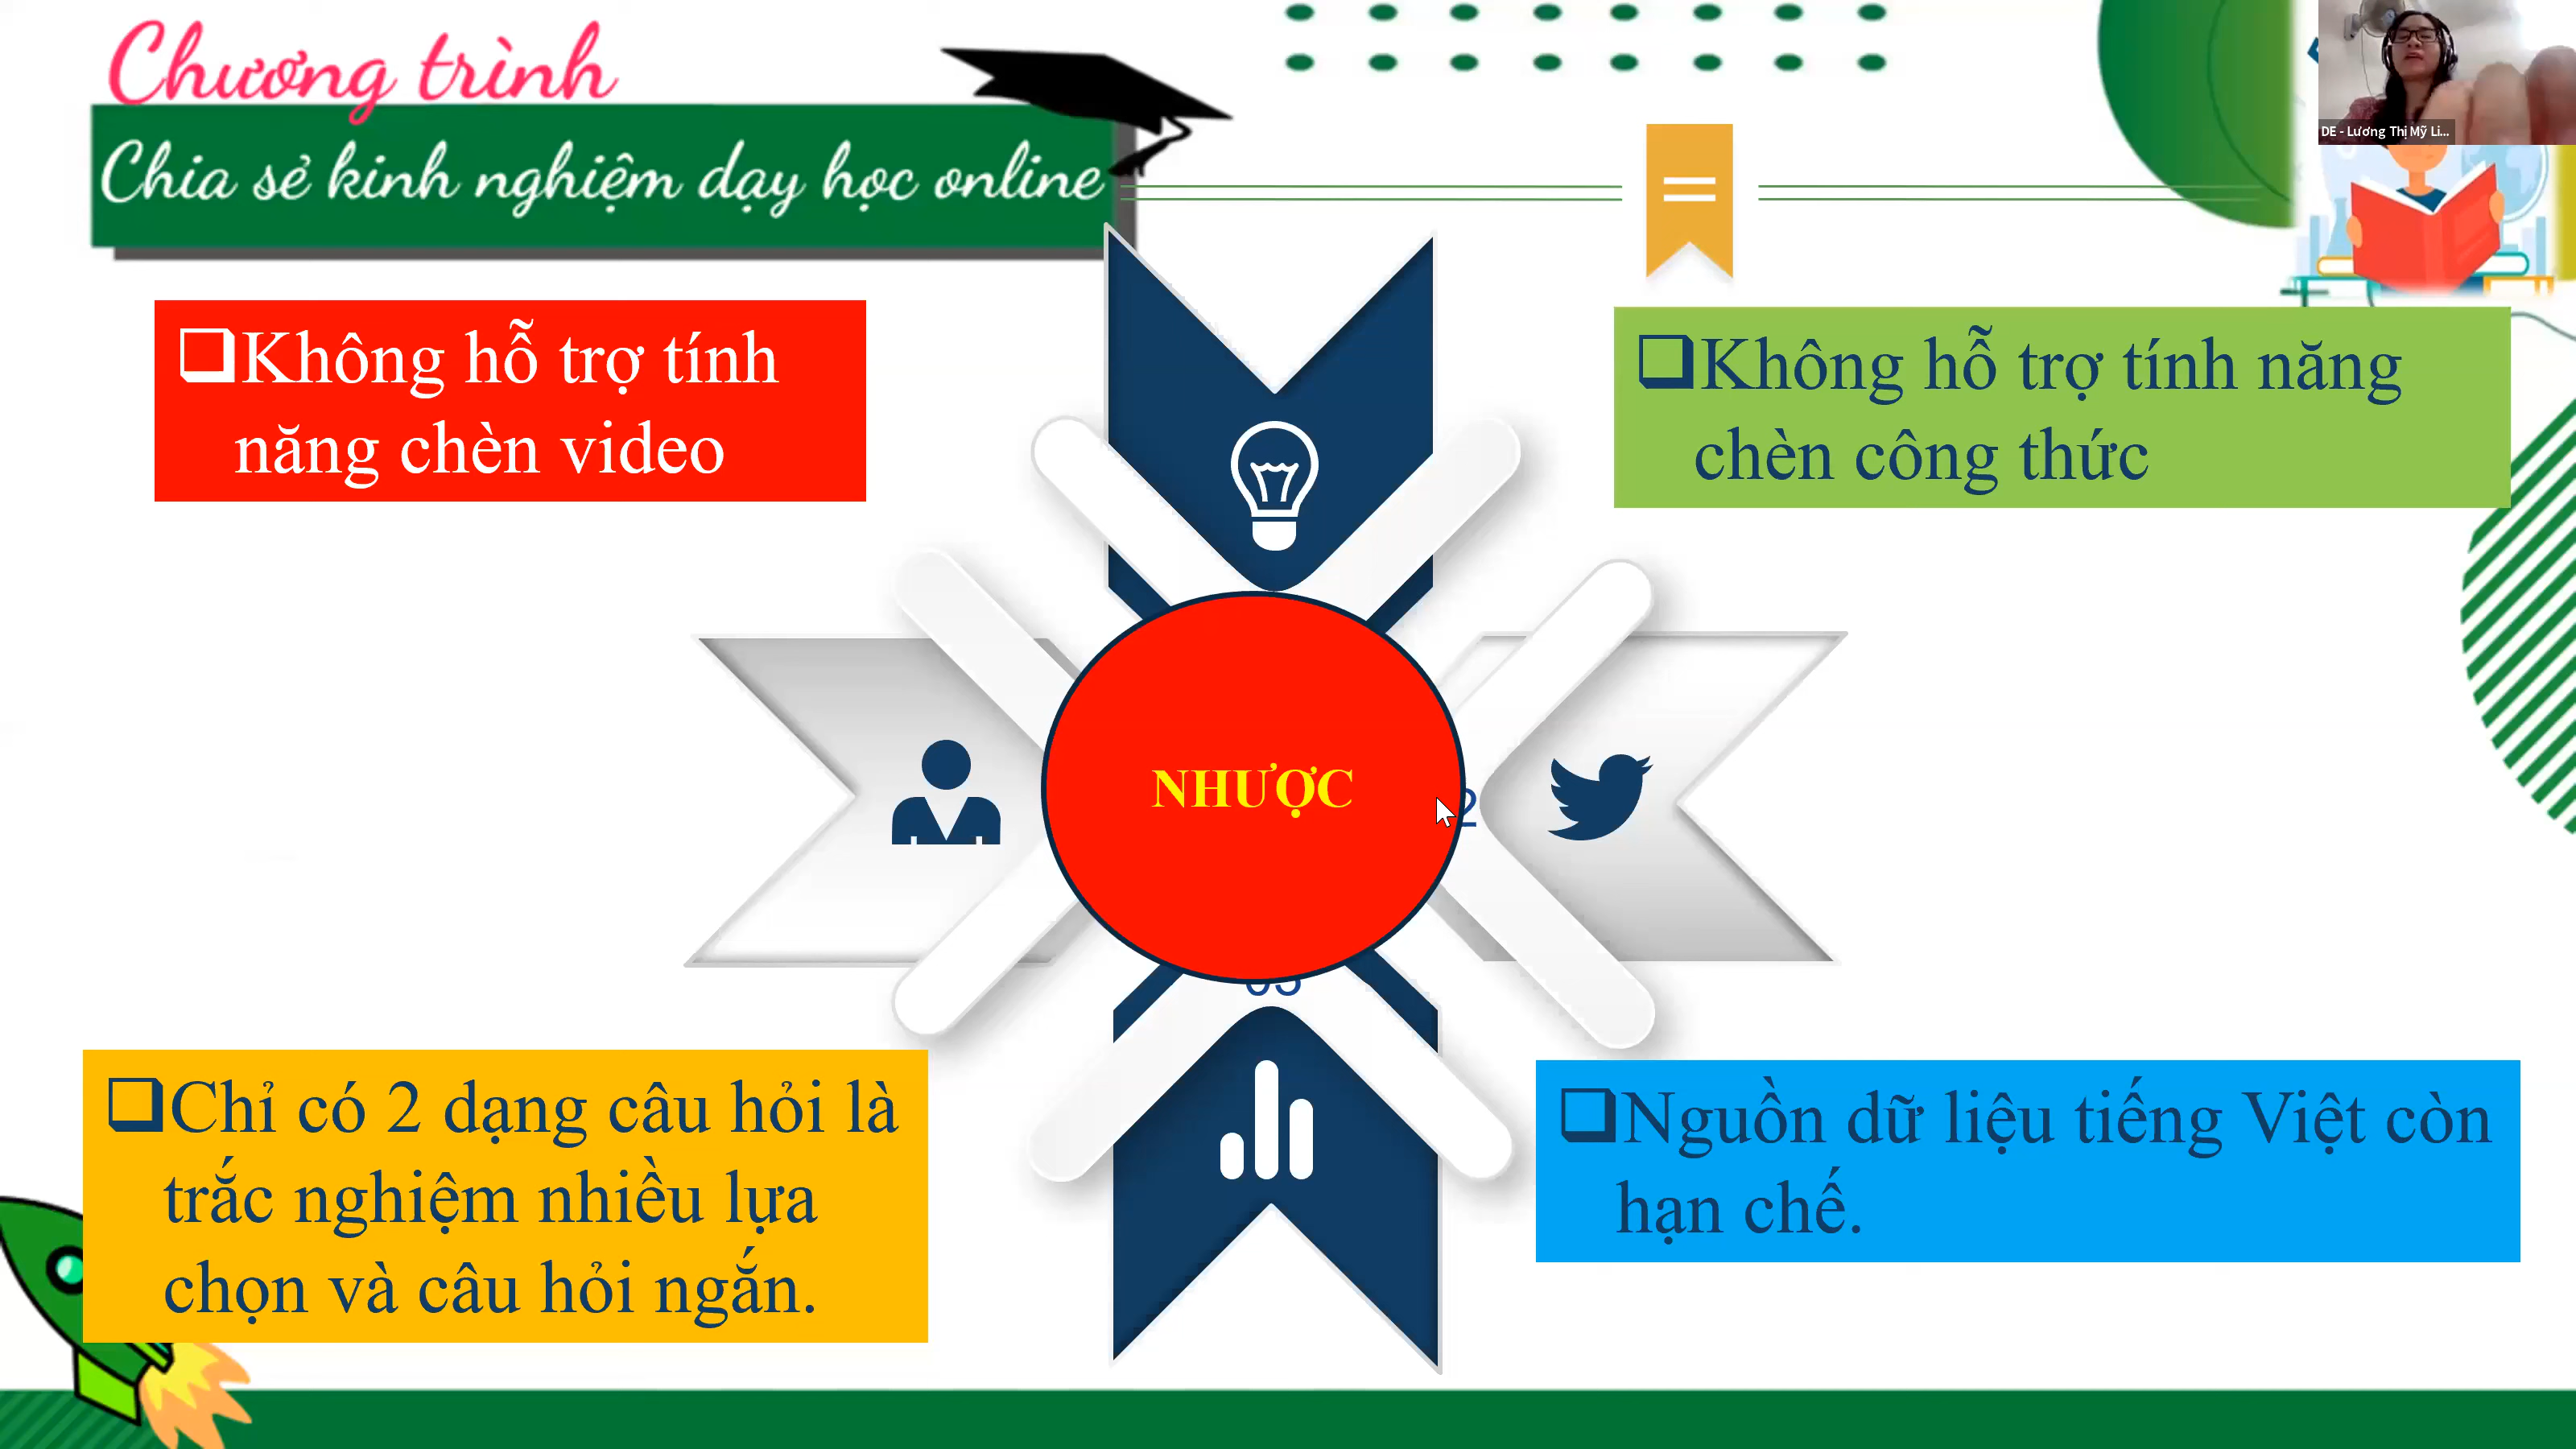 Chương trình
Chia sẻ kinh nghiệm dạy học online
DE - Lương Thị Mỹ Li...
Không hỗ trợ tính
năng chèn video
Không hỗ trợ tính năng
chèn công thức
NHƯỢC
2
03
Chỉ có 2 dạng câu hỏi là
trắc nghiệm nhiều lựa
chọn và câu hỏi ngắn.
Nguồn dữ liệu tiếng Việt còn
hạn chế.